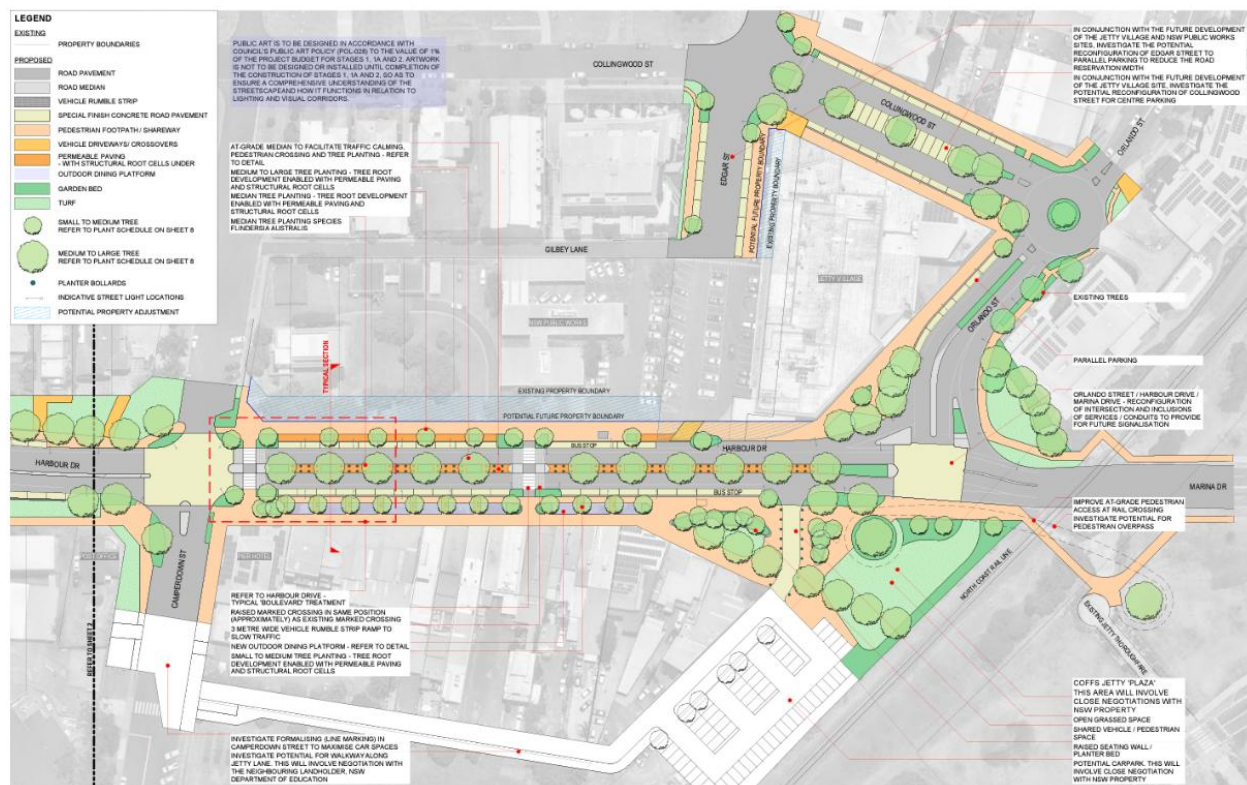 LEGEND
EXISTING
PROPERTY BOUNDARIES
PROPOSED
ROAD PAVEMENT
ROAD MEDIAN
VEHICLE RUMBLE STRIP
SPECIAL FINISH CONCRETE ROAD PAVEMENT
PEDESTRIAN FOOTPATH / SHAREWAY
VEHICLE DRIVEWAYS/ CROSSOVERS
PERMEABLE PAVING
- WITH STRUCTURAL ROOT CELLS UNDER
OUTDOOR DINING PLATFORM
GARDEN BED
TURF
SMALL TO MEDIUM TREE
REFER TO PLANT SCHEDULE ON SHEET 8
MEDIUM TO LARGE TREE
REFER TO PLANT SCHEDULE ON SHEET 8
PLANTER BOLLARDS
INDICATIVE STREET LIGHT LOCATIONS
POTENTIAL PROPERTY ADJUSTMENT
PUBLIC ART IS TO BE DESIGNED IN ACCORDANCE WITH
COUNCIL'S PUBLIC ART POLICY (POL-028) TO THE VALUE OF 1%
OF THE PROJECT BUDGET FOR STAGES 1, 1A AND 2. ARTWORK
IS NOT TO BE DESIGNED OR INSTALLED UNTIL COMPLETION OF
THE CONSTRUCTION OF STAGES 1, 1A AND 2, SO AS TO
ENSURE A COMPREHENSIVE UNDERSTANDING OF THE
STREETSCAPEAND HOW IT FUNCTIONS IN RELATION TO
LIGHTING AND VISUAL CORRIDORS.
COLLINGWOOD ST
IN CONJUNCTION WITH THE FUTURE DEVELOPMENT
OF THE JETTY VILLAGE AND NSW PUBLIC WORKS
SITES, INVESTIGATE THE POTENTIAL
RECONFIGURATION OF EDGAR STREET TO
PARALLEL PARKING TO REDUCE THE ROAD
RESERVATION WIDTH
IN CONJUNCTION WITH THE FUTURE DEVELOPMENT
OF THE JETTY VILLAGE SITE, INVESTIGATE THE
POTENTIAL RECONFIGURATION OF COLLINGWOOD
STREET FOR CENTRE PARKING
COLLINGWOOD ST
ORLANDO ST
EDGAR ST
POTENTIAL FUTURE PROPERTY BOUNDARY
EXISTING PROPERTY BOUNDARY
AT-GRADE MEDIAN TO FACILITATE TRAFFIC CALMING,
PEDESTRIAN CROSSING AND TREE PLANTING - REFER
TO DETAIL
MEDIUM TO LARGE TREE PLANTING - TREE ROOT
DEVELOPMENT ENABLED WITH PERMEABLE PAVING
AND STRUCTURAL ROOT CELLS
MEDIAN TREE PLANTING - TREE ROOT DEVELOPMENT
ENABLED WITH PERMEABLE PAVING AND
STRUCTURAL ROOT CELLS
MEDIAN TREE PLANTING SPECIES
FLINDERSIA AUSTRALIS
GILBEY LANE
JETTY VILLAGE
NSW PUBLIC WORKS
ORLANDO ST
EXISTING TREES
PARALLEL PARKING
TYPICAL SECTION
EXISTING PROPERTY BOUNDARY
POTENTIAL FUTURE PROPERTY BOUNDARY
ORLANDO STREET / HARBOUR DRIVE /
MARINA DRIVE - RECONFIGURATION
OF INTERSECTION AND INCLUSIONS
OF SERVICES / CONDUITS TO PROVIDE
FOR FUTURE SIGNALISATION
BUS STOP
HARBOUR DR
HARBOUR DR
MARINA DR
BUS STOP
IMPROVE AT-GRADE PEDESTRIAN
ACCESS AT RAIL CROSSING
INVESTIGATE POTENTIAL FOR
PEDESTRIAN OVERPASS
POST OFFICE
PIER HOTEL
CAMPERDOWN ST
NORTH COAST RAIL LINE
EXISTING JETTY THOROUGHFARE
REFER TO HARBOUR DRIVE -
TYPICAL 'BOULEVARD' TREATMENT
RAISED MARKED CROSSING IN SAME POSITION
(APPROXIMATELY) AS EXISTING MARKED CROSSING
3 METRE WIDE VEHICLE RUMBLE STRIP RAMP TO
SLOW TRAFFIC
NEW OUTDOOR DINING PLATFORM - REFER TO DETAIL
SMALL TO MEDIUM TREE PLANTING - TREE ROOT
DEVELOPMENT ENABLED WITH PERMEABLE PAVING
AND STRUCTURAL ROOT CELLS
COFFS JETTY 'PLAZA'
THIS AREA WILL INVOLVE
CLOSE NEGOTIATIONS WITH
NSW PROPERTY
OPEN GRASSED SPACE
SHARED VEHICLE / PEDESTRIAN
SPACE
RAISED SEATING WALL /
PLANTER BED
POTENTIAL CARPARK. THIS WILL
INVOLVE CLOSE NEGOTIATION
WITH NSW PROPERTY
INVESTIGATE FORMALISING (LINE MARKING) IN
CAMPERDOWN STREET TO MAXIMISE CAR SPACES
INVESTIGATE POTENTIAL FOR WALKWAY ALONG
JETTY LANE. THIS WILL INVOLVE NEGOTIATION WITH
THE NEIGHBOURING LANDHOLDER, NSW
DEPARTMENT OF EDUCATION